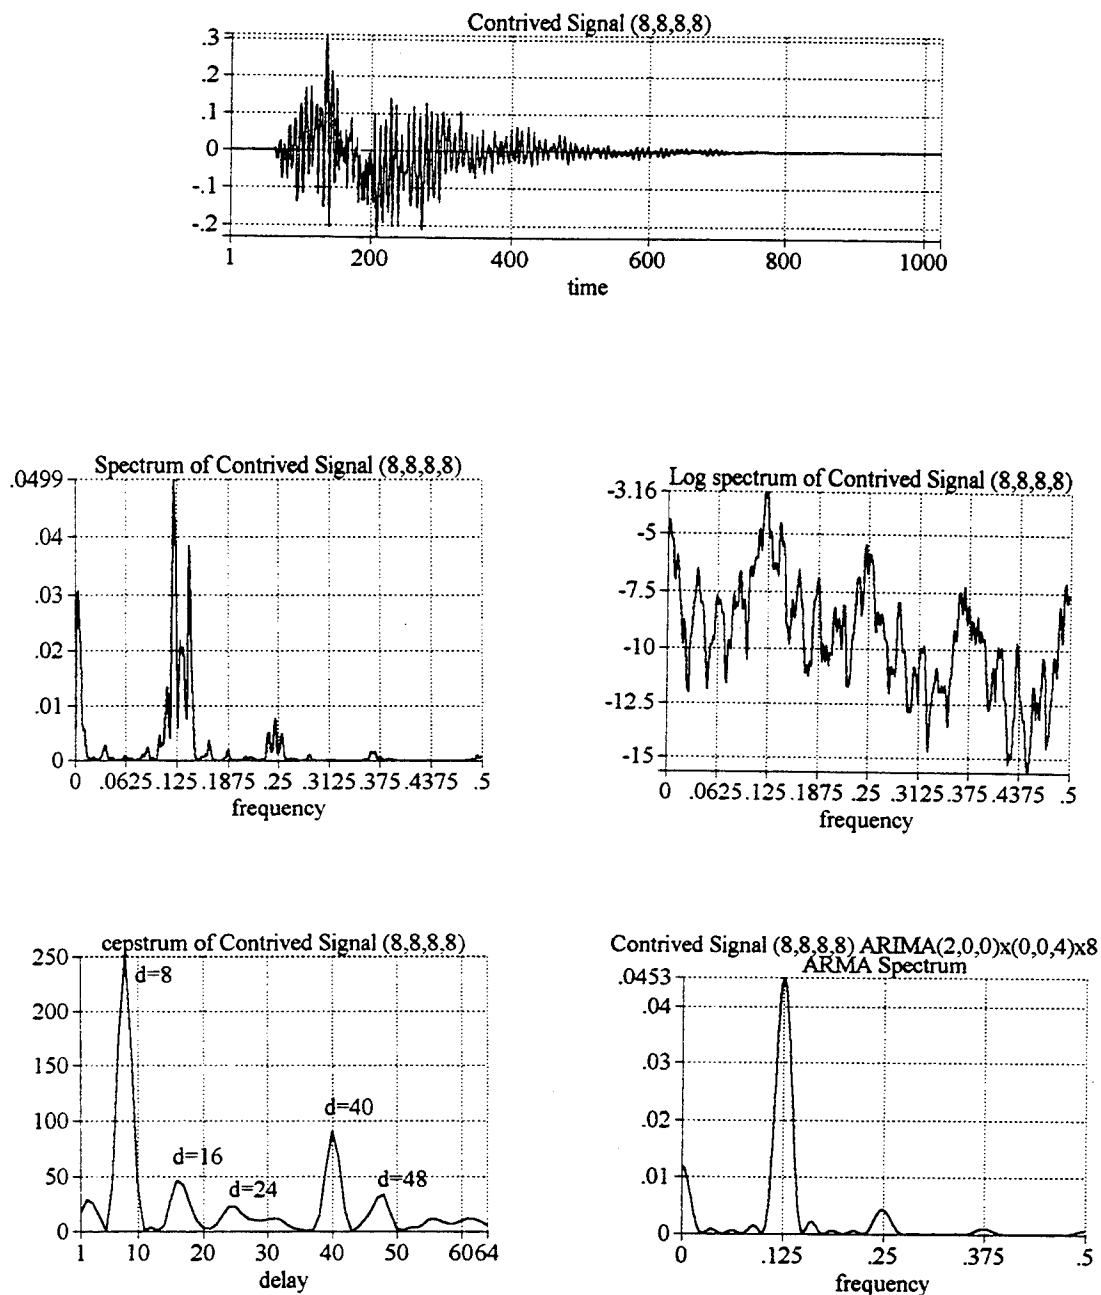 Contrived Signal (8,8,8,8)
.3
.2
.1
0
-.1
-.2
1 200 400 600 800 1000
time
Spectrum of Contrived Signal (8,8,8,8)
.0499
.04
.03
.02
.01
0
0 .0625 .125 .1875 .25 .3125 .375 .4375 .5
frequency
Log spectrum of Contrived Signal (8,8,8,8)
-3.16
-5
-7.5
-10
-12.5
-15
0 .0625 .125 .1875 .25 .3125 .375 .4375 .5
frequency
cepstrum of Contrived Signal (8,8,8,8)
250
200
150
100
50
0
d=8
d=16
d=24
d=40
d=48
1 10 20 30 40 50 60 64
delay
Contrived Signal (8,8,8,8) ARIMA(2,0,0)x(0,0,4)x8
ARMA Spectrum
.0453
.04
.03
.02
.01
0
0 .125 .25 .375 .5
frequency